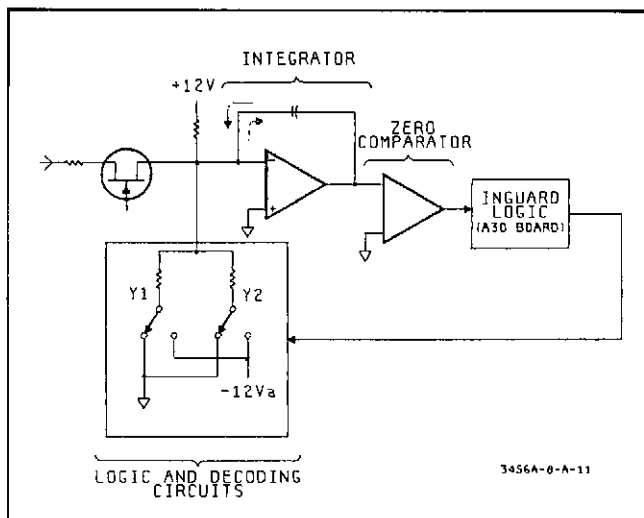 INTEGRATOR
+12V
ZERO
COMPARATOR
INGUARD
LOGIC
(A30 BOARD)
Y1
Y2
-12Va
LOGIC AND DECODING
CIRCUITS
3456A-8-A-11